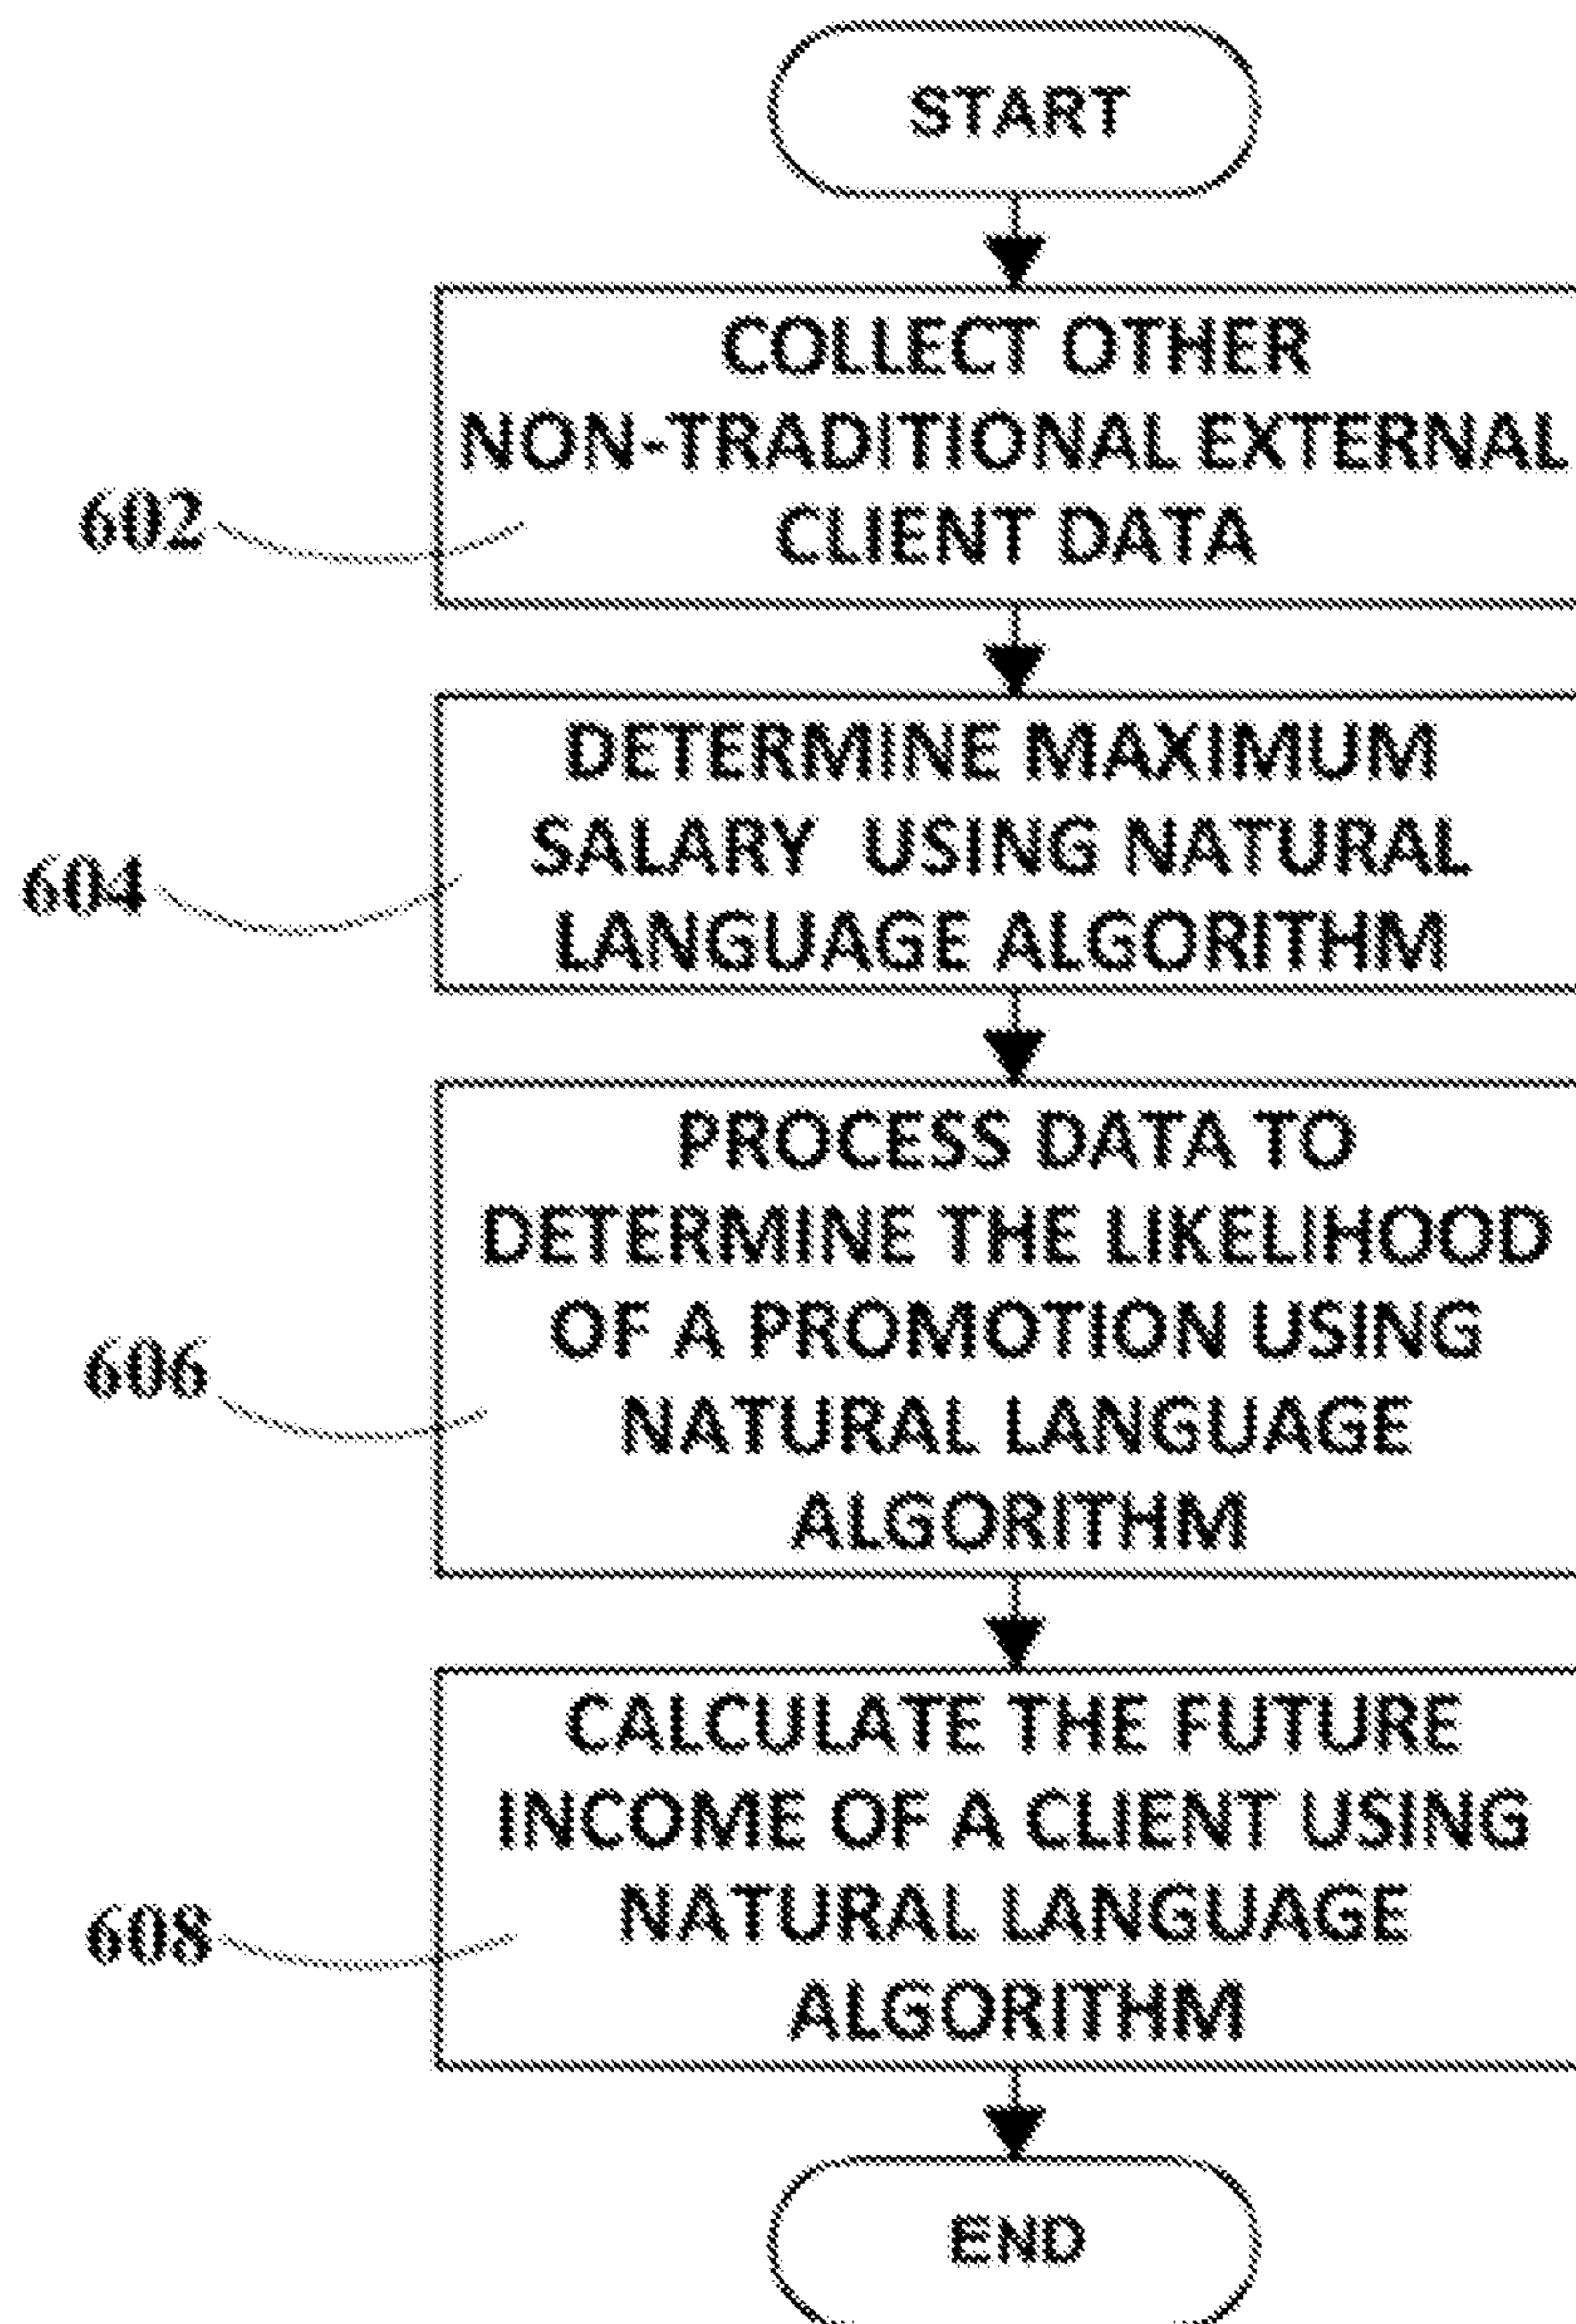 START
COLLECT OTHER
NON-TRADITIONAL EXTERNAL
CLIENT DATA
602
DETERMINE MAXIMUM
SALARY USING NATURAL
LANGUAGE ALGORITHM
604
PROCESS DATA TO
DETERMINE THE LIKELIHOOD
OF A PROMOTION USING
NATURAL LANGUAGE
ALGORITHM
606
CALCULATE THE FUTURE
INCOME OF A CLIENT USING
NATURAL LANGUAGE
ALGORITHM
608
END